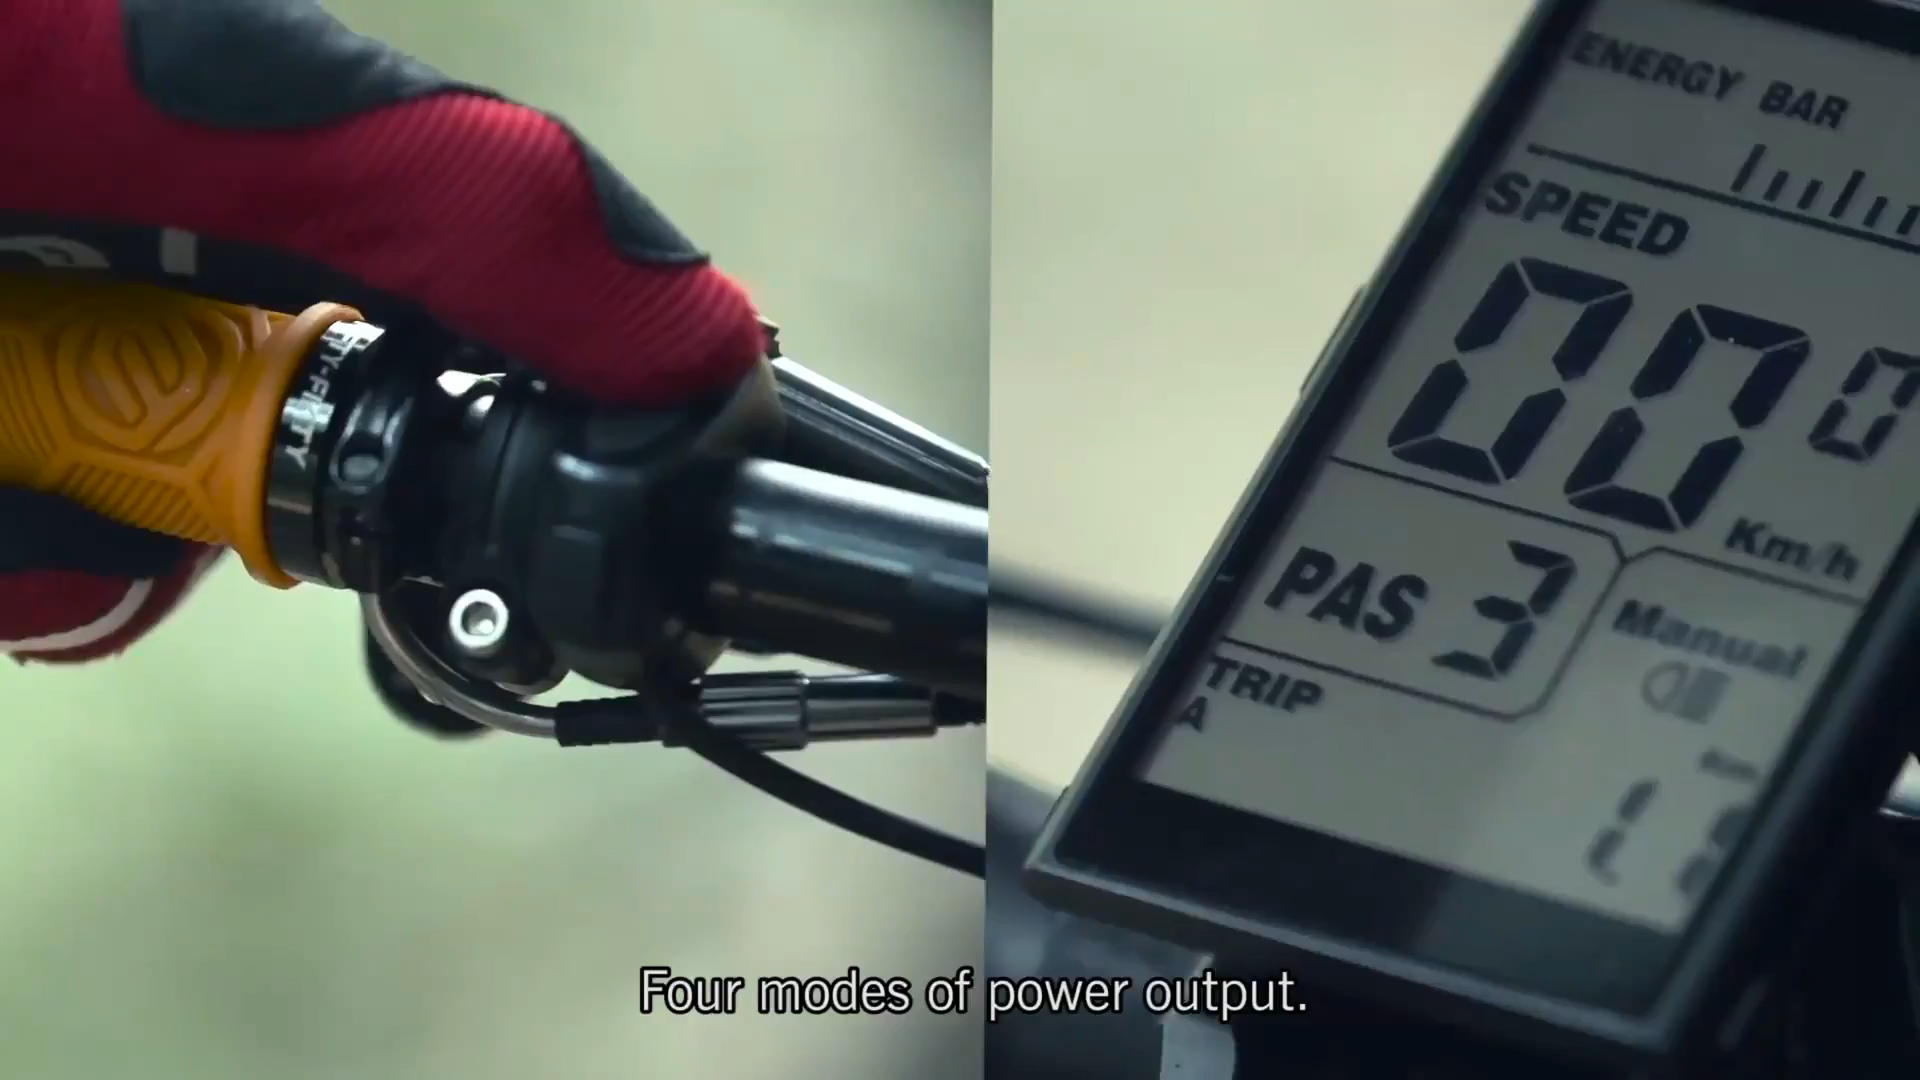 ENERGY BAR
SPEED
000
Km/h
PAS 3
Manual
TRIP
A
Four modes of power output.